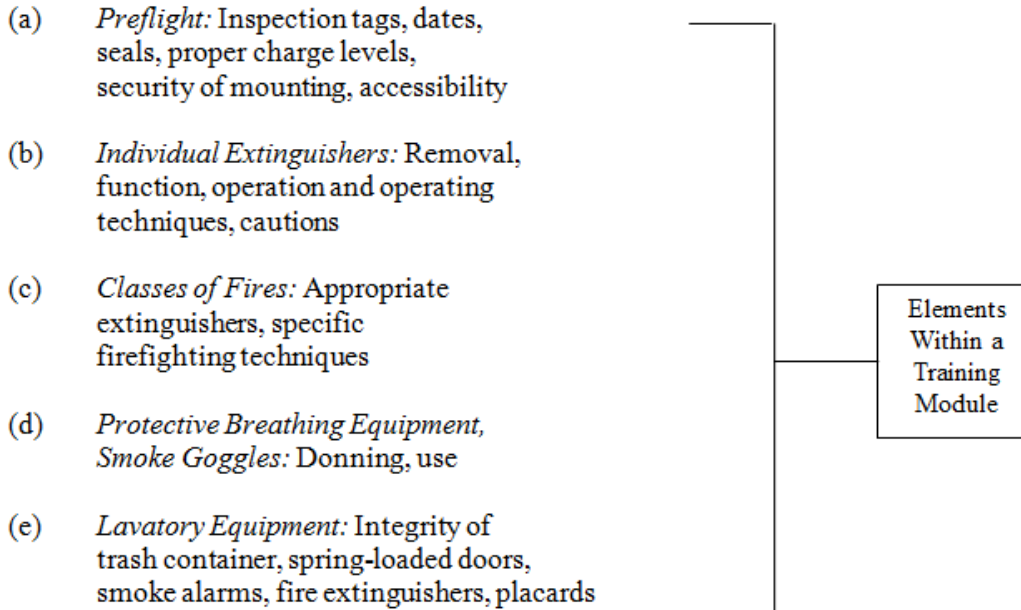 (a) Preflight: Inspection tags, dates,
seals, proper charge levels,
security of mounting, accessibility
(b) Individual Extinguishers: Removal,
function, operation and operating
techniques, cautions
(c) Classes of Fires: Appropriate
extinguishers, specific
firefighting techniques
(d) Protective Breathing Equipment,
Smoke Goggles: Donning, use
(e) Lavatory Equipment: Integrity of
trash container, spring-loaded doors,
smoke alarms, fire extinguishers, placards
Elements
Within a
Training
Module